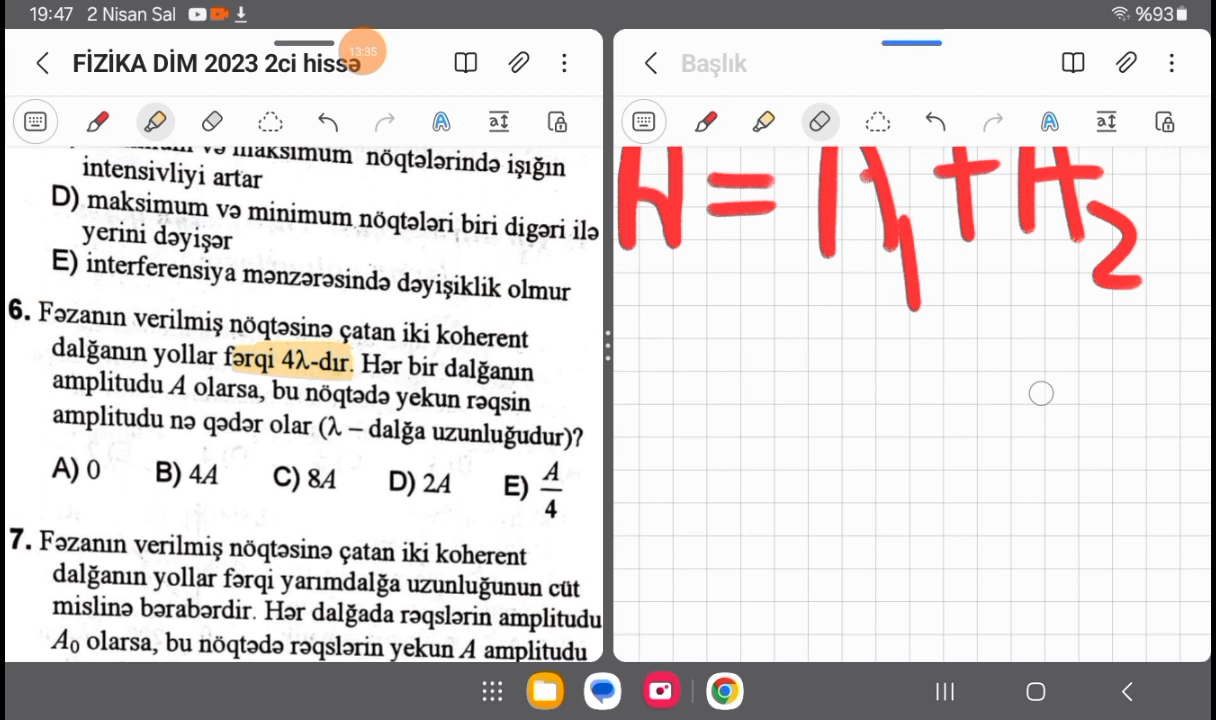 19:47 2 Nisan Sal
%93
FİZİKA DİM 2023 2ci hissə
13:35
Başlık
və maksimum nöqtələrində işığın
intensivliyi artar
D) maksimum və minimum nöqtələri biri digəri ilə
yerini dəyişər
E) interferensiya mənzərəsində dəyişiklik olmur
6. Fəzanın verilmiş nöqtəsinə çatan iki koherent
dalğanın yollar fərqi 4λ-dır. Hər bir dalğanın
amplitudu A olarsa, bu nöqtədə yekun rəqsin
amplitudu nə qədər olar (λ – dalğa uzunluğudur)?
A) 0 B) 4A C) 8A D) 2A E) A/4
7. Fəzanın verilmiş nöqtəsinə çatan iki koherent
dalğanın yollar fərqi yarımdalğa uzunluğunun cüt
mislinə bərabərdir. Hər dalğada rəqslərin amplitudu
A₀ olarsa, bu nöqtədə rəqslərin yekun A amplitudu
A = A₁ + A₂